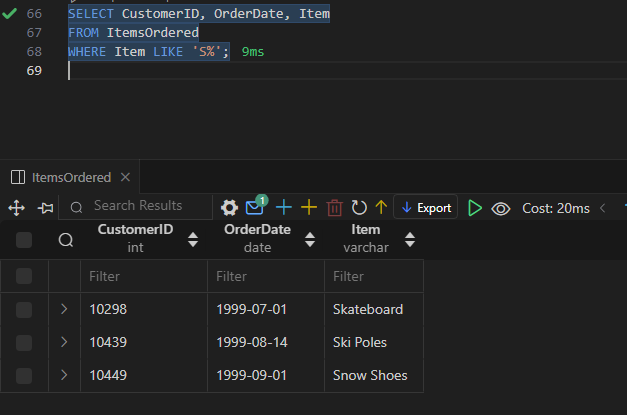 66 SELECT CustomerID, OrderDate, Item
67 FROM ItemsOrdered
68 WHERE Item LIKE 'S%'; 9ms
69
ItemsOrdered
Search Results 1 Export Cost: 20ms
CustomerID OrderDate Item
int date varchar
Filter Filter Filter
10298 1999-07-01 Skateboard
10439 1999-08-14 Ski Poles
10449 1999-09-01 Snow Shoes